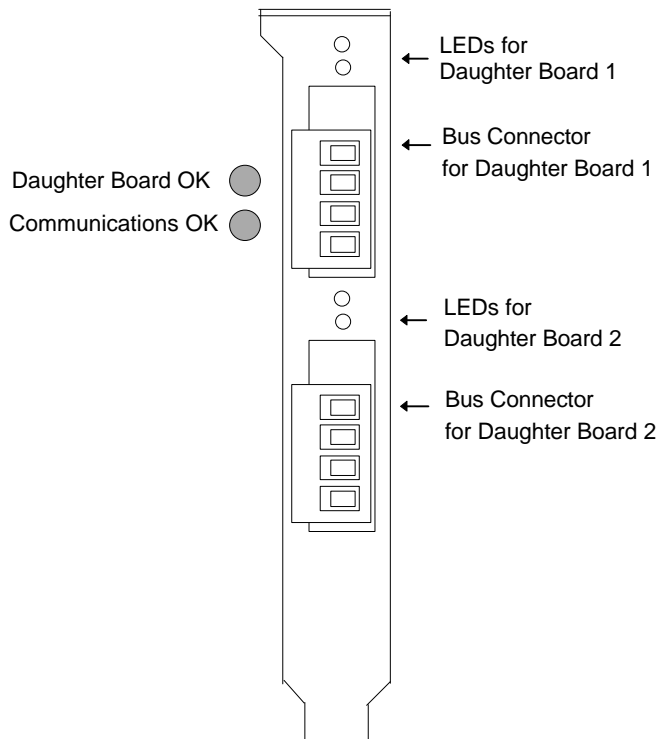 LEDs for
Daughter Board 1
Bus Connector
for Daughter Board 1
Daughter Board OK
Communications OK
LEDs for
Daughter Board 2
Bus Connector
for Daughter Board 2